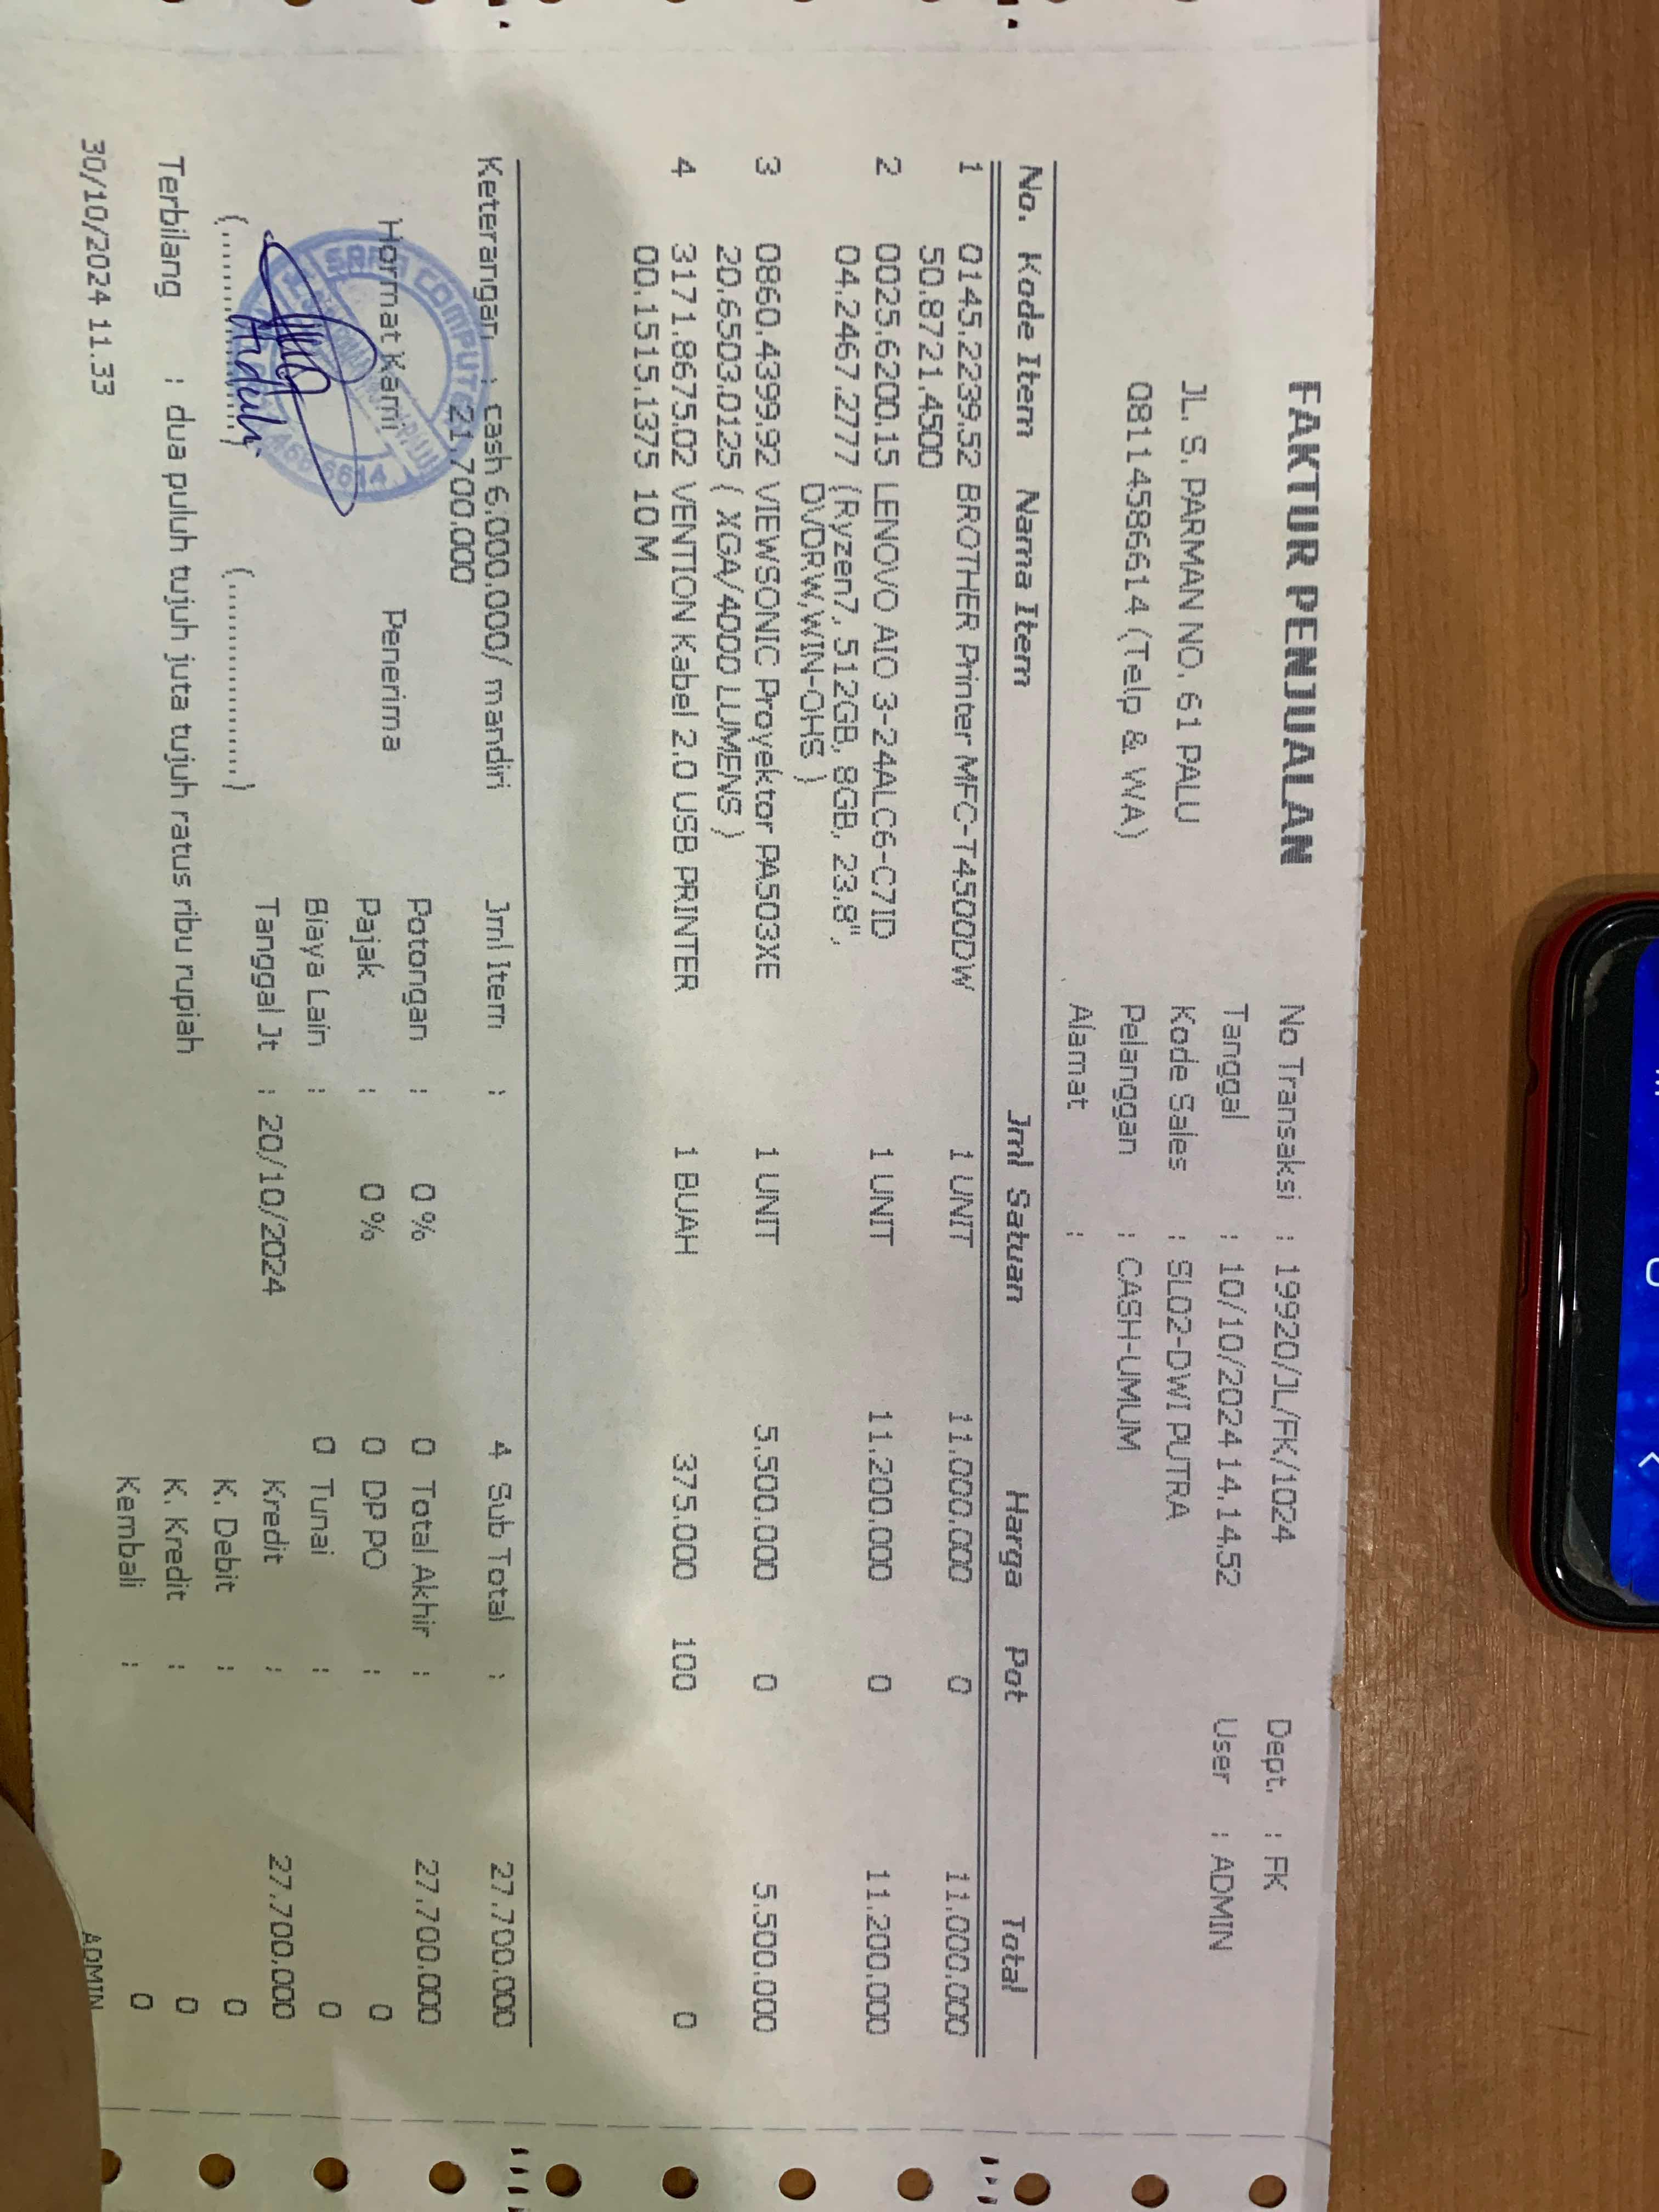 FAKTUR PENJUALAN
JL. S. PARMAN NO. 61 PALU
08114586614 (Telp & WA)
No Transaksi : 19920/JL/FK/1024
Tanggal : 10/10/2024 14.14.52
Kode Sales : SL02-DWI PUTRA
Pelanggan : CASH-UMUM
Alamat :
Dept. : FK
User : ADMIN
No. Kode Item Nama Item Jml Satuan Harga Pot Total
1 0145.2239.52 BROTHER Printer MFC-T4500DW 1 UNIT 11.000.000 0 11.000.000
50.8721.4500
2 0025.6200.15 LENOVO AIO 3-24ALC6-C7ID 1 UNIT 11.200.000 0 11.200.000
04.2467.2777 (Ryzen7, 512GB, 8GB, 23.8",
DVDRW,WIN-OHS )
3 0860.4399.92 VIEWSONIC Proyektor PA503XE 1 UNIT 5.500.000 0 5.500.000
20.6503.0125 ( XGA/4000 LUMENS )
4 3171.8675.02 VENTION Kabel 2.0 USB PRINTER 1 BUAH 375.000 100 0
00.1515.1375 10 M
Keterangan : cash 6.000.000/ mandiri Jml Item : 4 Sub Total : 27.700.000
21.700.000
Potongan : 0 % 0 Total Akhir : 27.700.000
Hormat Kami Penerima Pajak : 0 % 0 DP PO : 0
Biaya Lain : 0 Tunai : 0
Tanggal Jt : 20/10/2024 Kredit : 27.700.000
(....................) (....................) K. Debit : 0
K. Kredit : 0
Terbilang : dua puluh tujuh juta tujuh ratus ribu rupiah
Kembali : 0
30/10/2024 11.33 ADMIN
COMPUTER